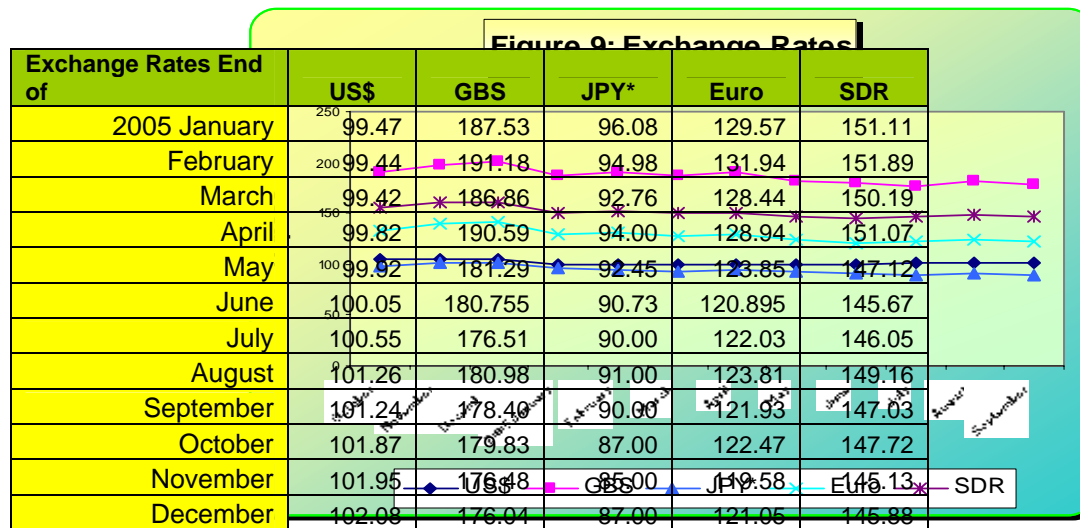 Figure 9: Exchange Rates
Exchange Rates End of US$ GBS JPY* Euro SDR
2005 January 99.47 187.53 96.08 129.57 151.11
February 99.44 191.18 94.98 131.94 151.89
March 99.42 186.86 92.76 128.44 150.19
April 99.82 190.59 94.00 128.94 151.07
May 99.92 181.29 92.45 123.85 147.12
June 100.05 180.755 90.73 120.895 145.67
July 100.55 176.51 90.00 122.03 146.05
August 101.26 180.98 91.00 123.81 149.16
September 101.24 178.40 90.00 121.93 147.03
October 101.87 179.83 87.00 122.47 147.72
November 101.95 176.48 85.00 119.58 145.13
December 102.08 176.01 87.00 121.05 145.88
250
200
150
100
50
0
November
February
April
June
August
September
US$ GBS JPY* Euro SDR